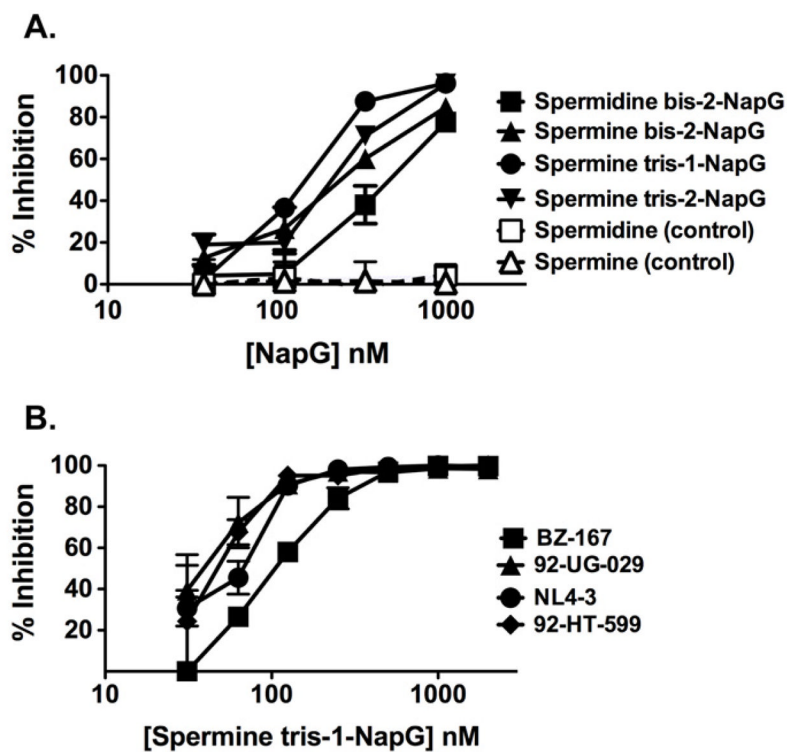 A.
% Inhibition
100
80
60
40
20
0
10
100
1000
[NapG] nM
Spermidine bis-2-NapG
Spermine bis-2-NapG
Spermine tris-1-NapG
Spermine tris-2-NapG
Spermidine (control)
Spermine (control)
B.
% Inhibition
100
80
60
40
20
10
100
1000
[Spermine tris-1-NapG] nM
BZ-167
92-UG-029
NL4-3
92-HT-599